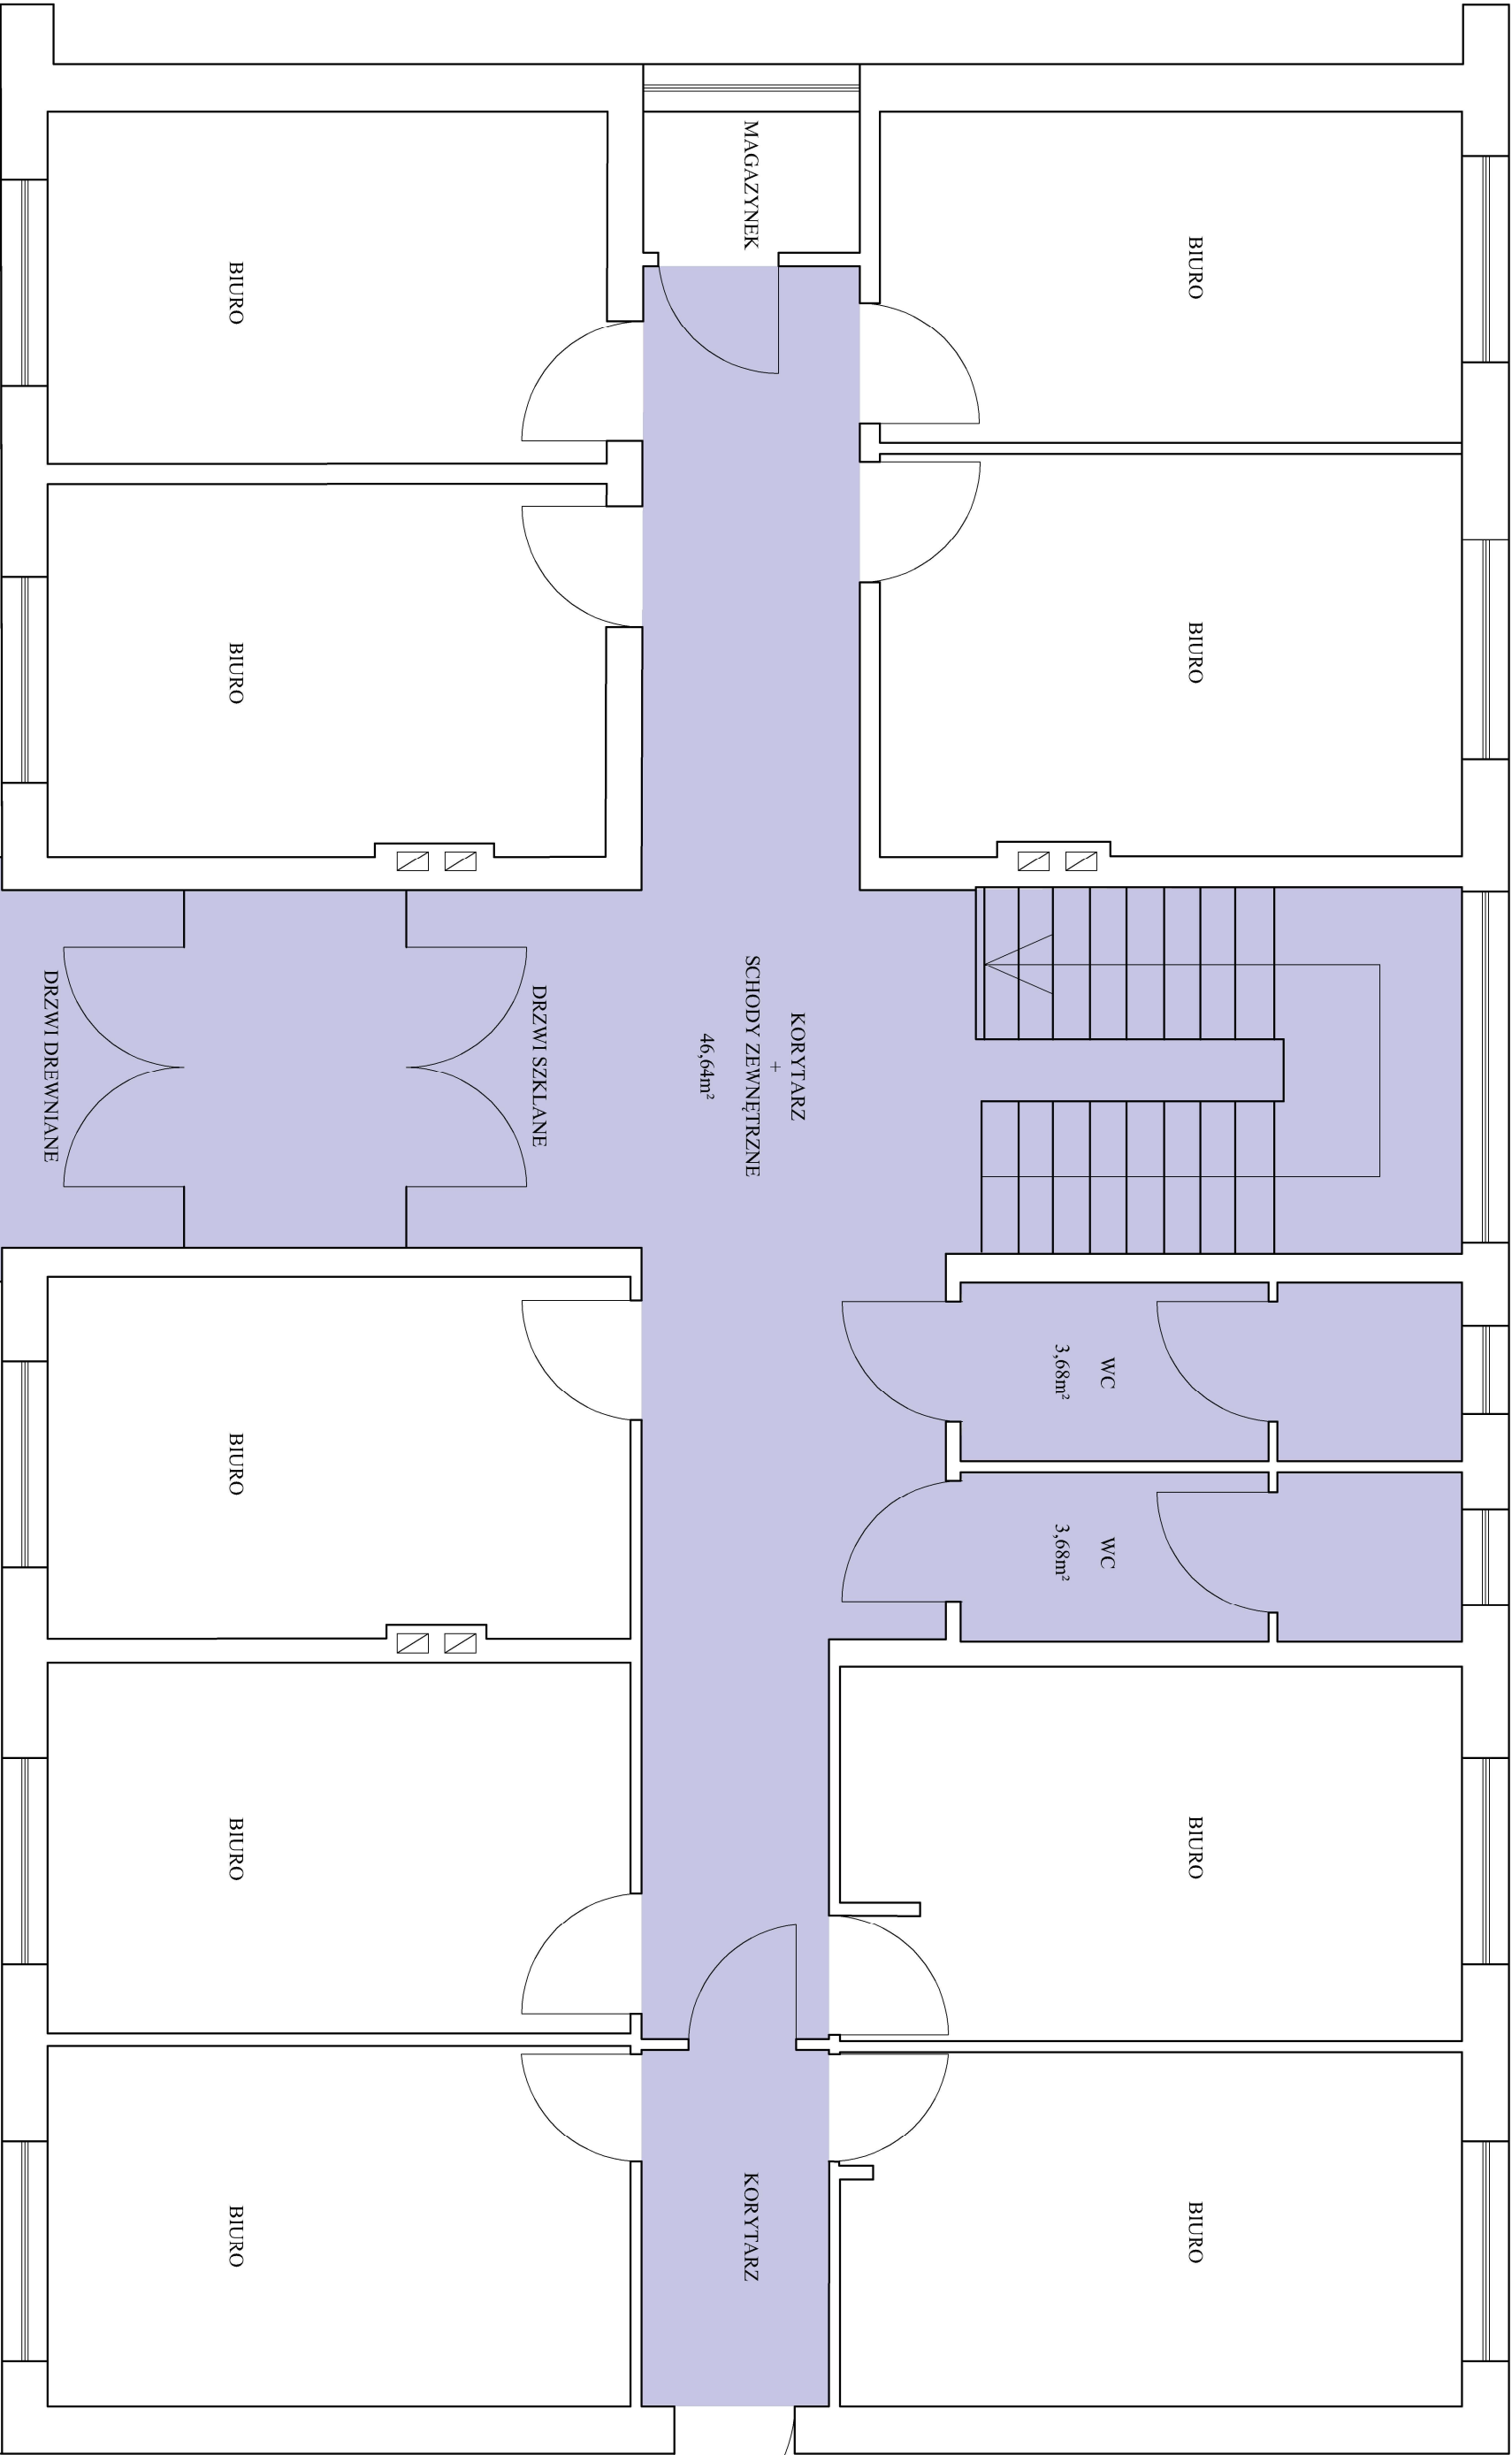 MAGAZYNEK
BIURO
BIURO
BIURO
BIURO
KORYTARZ
+
SCHODY ZEWNĘTRZNE
46,64m²
DRZWI SZKLANE
DRZWI DREWNIANE
WC
3,68m²
WC
3,68m²
BIURO
BIURO
BIURO
BIURO
BIURO
KORYTARZ